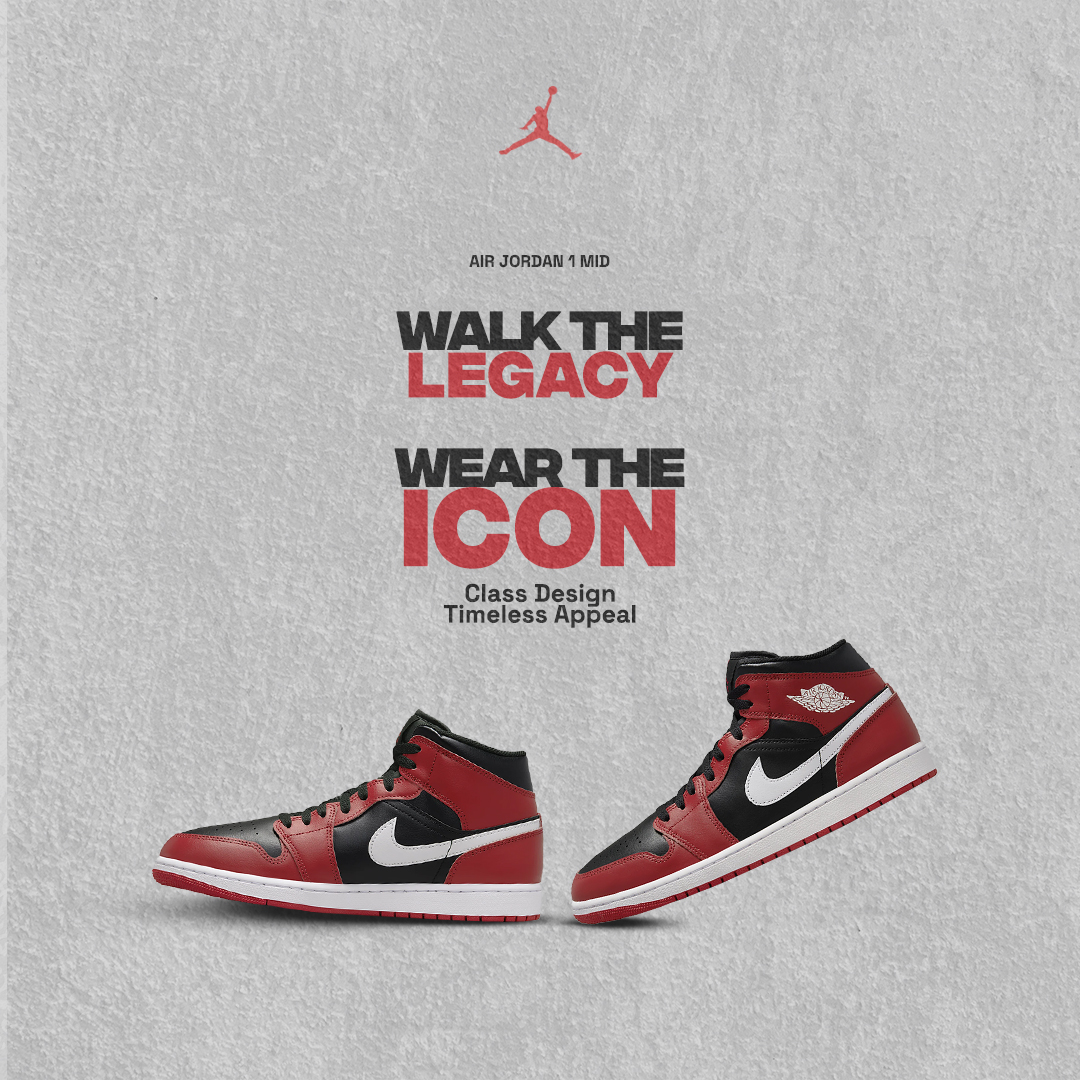 AIR JORDAN 1 MID
WALK THE
LEGACY
WEAR THE
ICON
Class Design
Timeless Appeal